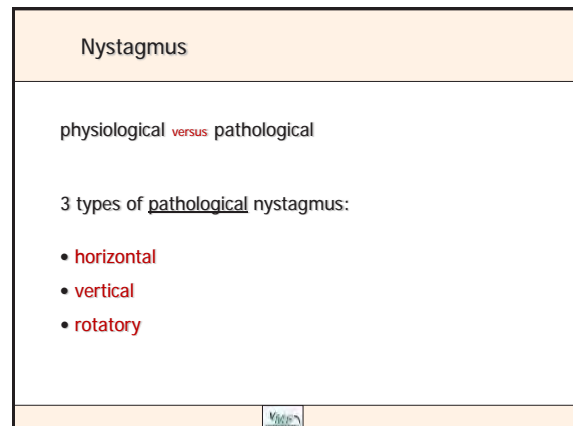 Nystagmus
physiological versus pathological
3 types of pathological nystagmus:
• horizontal
• vertical
• rotatory